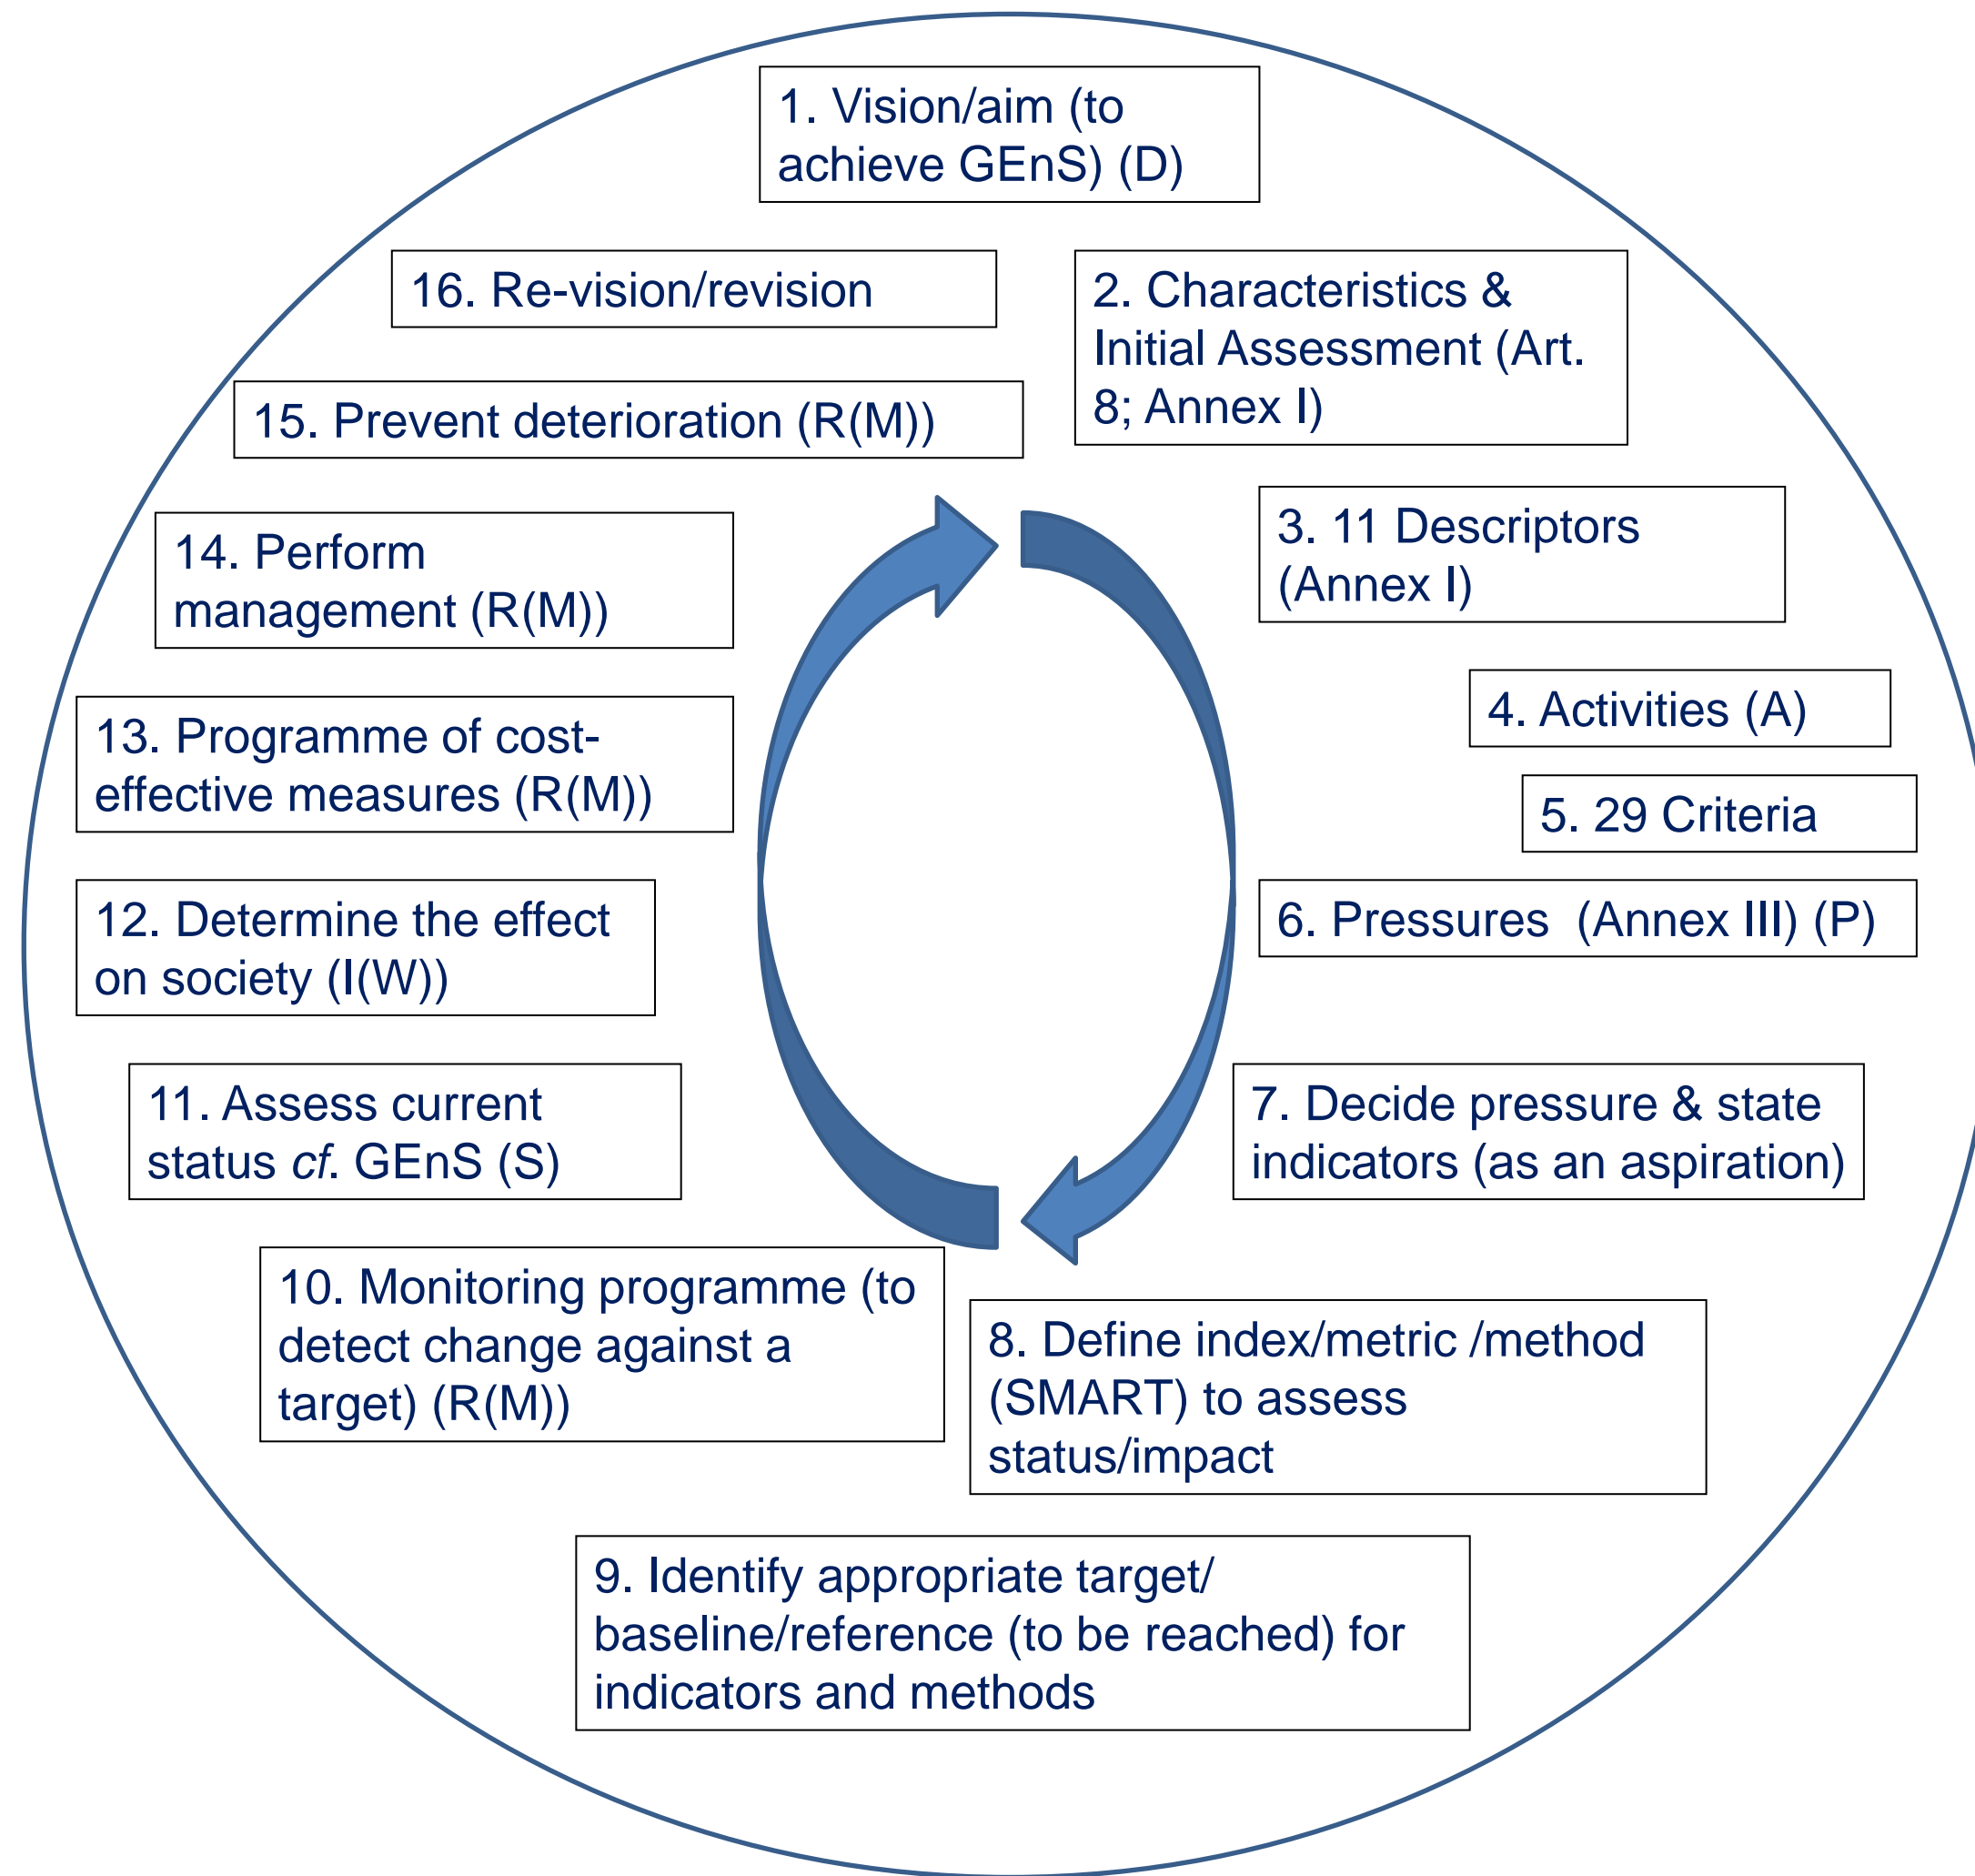 1. Vision/aim (to
achieve GEnS) (D)
2. Characteristics &
Initial Assessment (Art.
8; Annex I)
3. 11 Descriptors
(Annex I)
4. Activities (A)
5. 29 Criteria
6. Pressures  (Annex III) (P)
7. Decide pressure & state
indicators (as an aspiration)
8. Define index/metric /method
(SMART) to assess
status/impact
9. Identify appropriate target/
baseline/reference (to be reached) for
indicators and methods
10. Monitoring programme (to
detect change against a
target) (R(M))
11. Assess current
status cf. GEnS (S)
12. Determine the effect
on society (I(W))
13. Programme of cost-
effective measures (R(M))
14. Perform
management (R(M))
15. Prevent deterioration (R(M))
16. Re-vision/revision